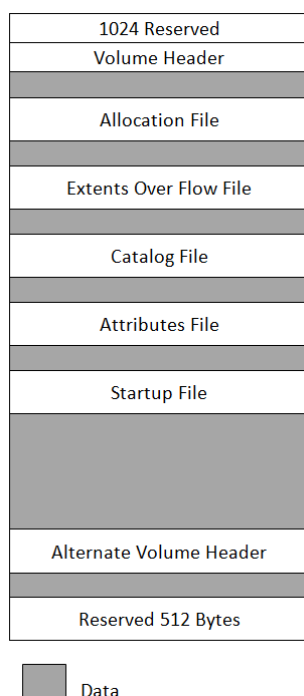 1024 Reserved
Volume Header
Allocation File
Extents Over Flow File
Catalog File
Attributes File
Startup File
Alternate Volume Header
Reserved 512 Bytes
Data